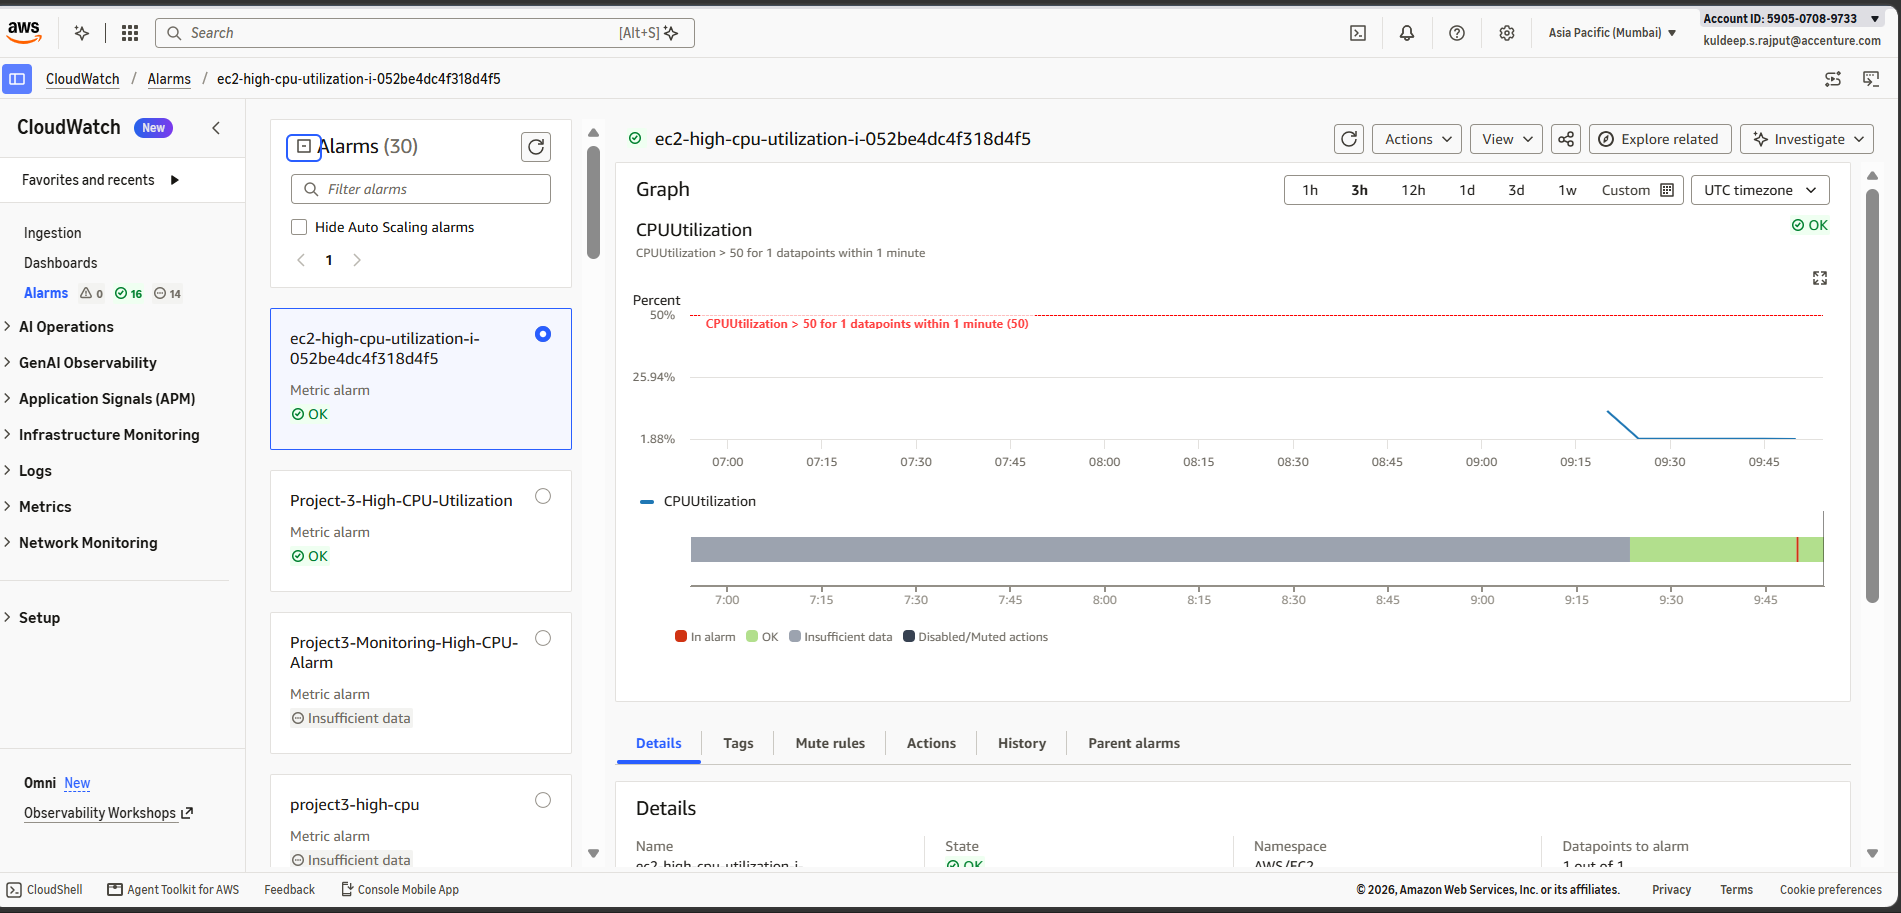 aws
Search [Alt+S]
Asia Pacific (Mumbai)
Account ID: 5905-0708-9733
kuldeep.s.rajput@accenture.com
CloudWatch / Alarms / ec2-high-cpu-utilization-i-052be4dc4f318d4f5
CloudWatch New
Favorites and recents
Ingestion
Dashboards
Alarms 0 16 14
AI Operations
GenAI Observability
Application Signals (APM)
Infrastructure Monitoring
Logs
Metrics
Network Monitoring
Setup
Omni New
Observability Workshops
Alarms (30)
Filter alarms
Hide Auto Scaling alarms
1
ec2-high-cpu-utilization-i-
052be4dc4f318d4f5
Metric alarm
OK
Project-3-High-CPU-Utilization
Metric alarm
OK
Project3-Monitoring-High-CPU-
Alarm
Metric alarm
Insufficient data
project3-high-cpu
Metric alarm
Insufficient data
ec2-high-cpu-utilization-i-052be4dc4f318d4f5
Actions View Explore related Investigate
Graph
1h 3h 12h 1d 3d 1w Custom UTC timezone
CPUUtilization
OK
CPUUtilization > 50 for 1 datapoints within 1 minute
Percent
50%
CPUUtilization > 50 for 1 datapoints within 1 minute (50)
25.94%
1.88%
07:00 07:15 07:30 07:45 08:00 08:15 08:30 08:45 09:00 09:15 09:30 09:45
CPUUtilization
7:00 7:15 7:30 7:45 8:00 8:15 8:30 8:45 9:00 9:15 9:30 9:45
In alarm OK Insufficient data Disabled/Muted actions
Details Tags Mute rules Actions History Parent alarms
Details
Name State Namespace Datapoints to alarm
ec2-high-cpu-utilization-i- OK AWS/EC2 1 out of 1
CloudShell Agent Toolkit for AWS Feedback Console Mobile App
© 2026, Amazon Web Services, Inc. or its affiliates. Privacy Terms Cookie preferences